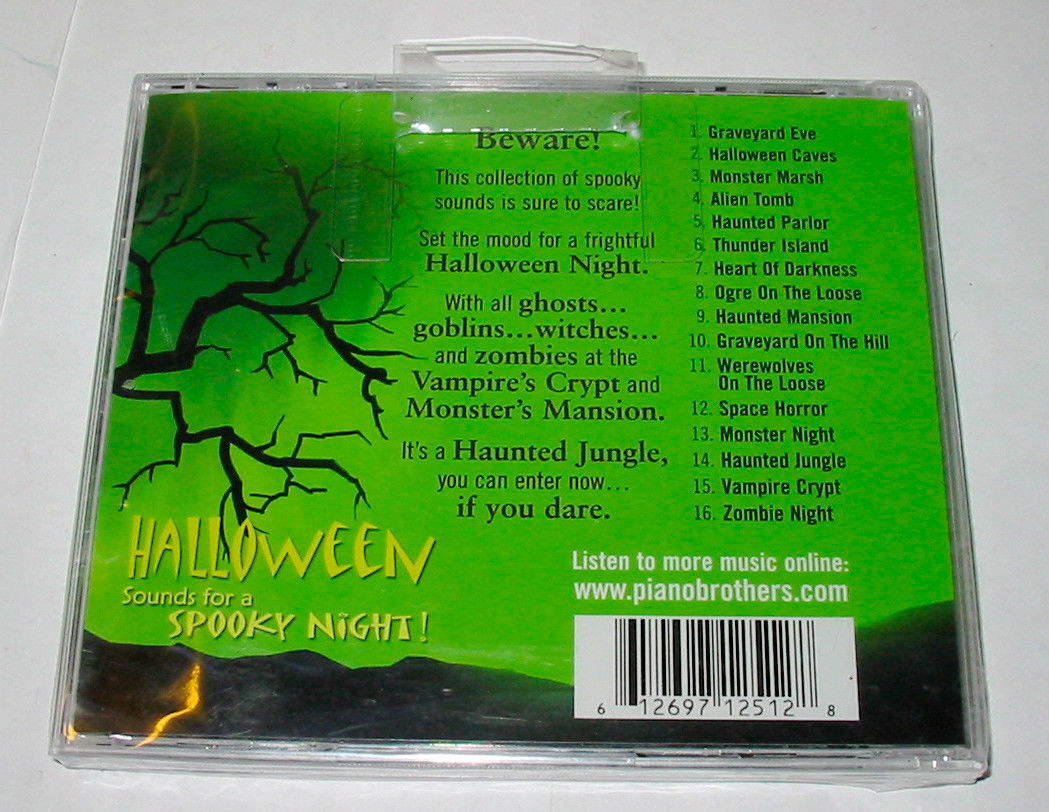 Beware!
This collection of spooky
sounds is sure to scare!
Set the mood for a frightful
Halloween Night.
With all ghosts...
goblins...witches...
and zombies at the
Vampire's Crypt and
Monster's Mansion.
It's a Haunted Jungle,
you can enter now...
if you dare.
1. Graveyard Eve
2. Halloween Caves
3. Monster Marsh
4. Alien Tomb
5. Haunted Parlor
6. Thunder Island
7. Heart Of Darkness
8. Ogre On The Loose
9. Haunted Mansion
10. Graveyard On The Hill
11. Werewolves
On The Loose
12. Space Horror
13. Monster Night
14. Haunted Jungle
15. Vampire Crypt
16. Zombie Night
HALLOWEEN
Sounds for a
SPOOKY NiGHT!
Listen to more music online:
www.pianobrothers.com
6 12697 12512 8